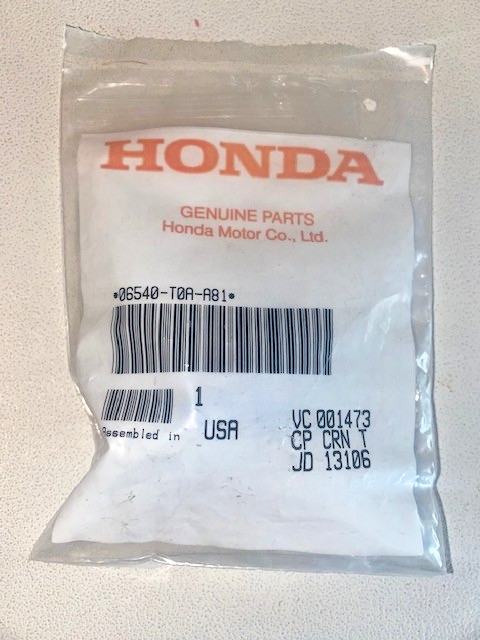 HONDA
GENUINE PARTS
Honda Motor Co., Ltd.
*06540-T0A-A81*
1
Assembled in USA
VC 001473
CP CRN T
JD 13106